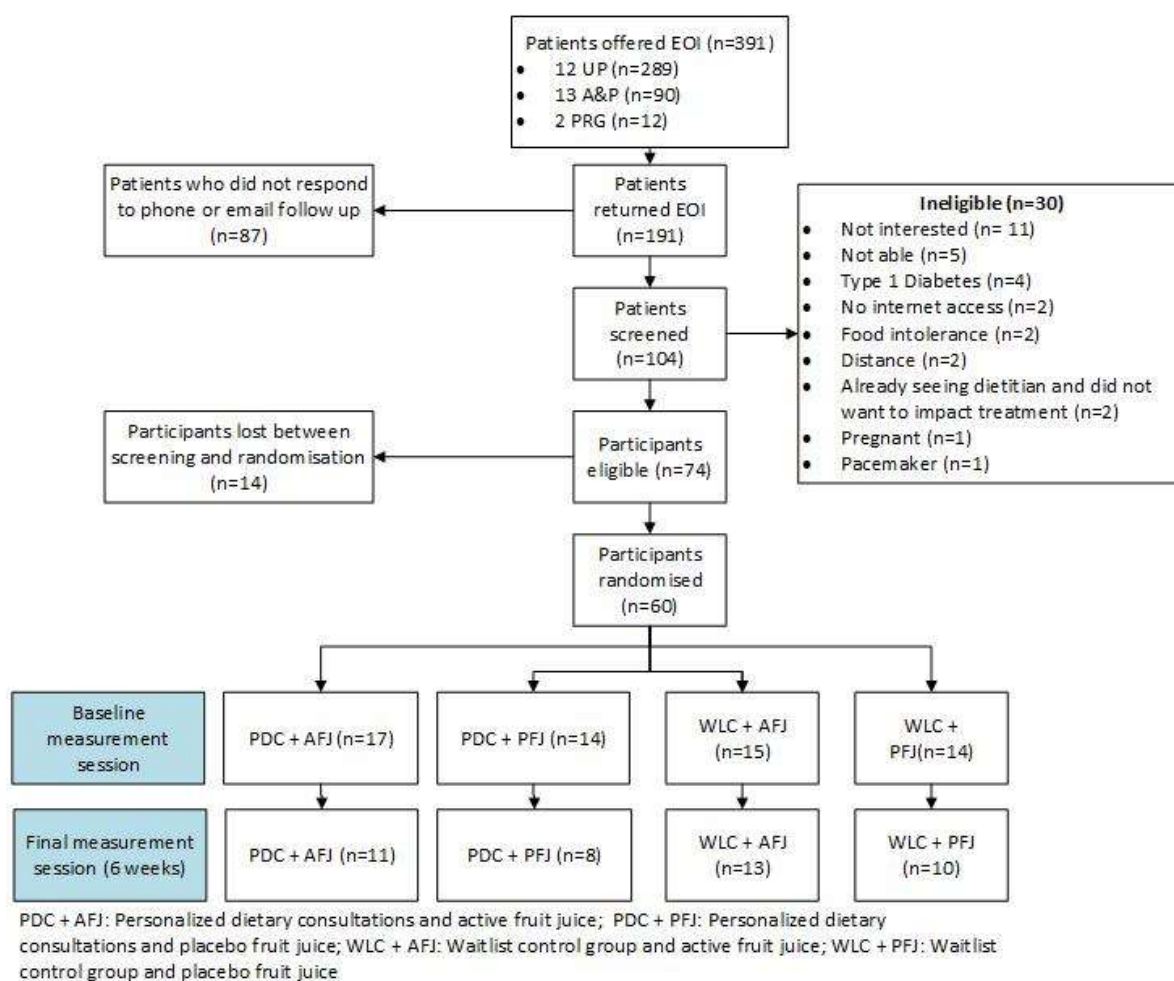 Patients offered EOI (n=391)
• 12 UP (n=289)
• 13 A&P (n=90)
• 2 PRG (n=12)
Patients who did not respond
to phone or email follow up
(n=87)
Patients
returned EOI
(n=191)
Ineligible (n=30)
• Not interested (n= 11)
• Not able (n=5)
• Type 1 Diabetes (n=4)
• No internet access (n=2)
• Food intolerance (n=2)
• Distance (n=2)
• Already seeing dietitian and did not
want to impact treatment (n=2)
• Pregnant (n=1)
• Pacemaker (n=1)
Patients
screened
(n=104)
Participants lost between
screening and randomisation
(n=14)
Participants
eligible (n=74)
Participants
randomised
(n=60)
Baseline
measurement
session
PDC + AFJ (n=17)
PDC + PFJ (n=14)
WLC + AFJ
(n=15)
WLC +
PFJ(n=14)
Final measurement
session (6 weeks)
PDC + AFJ (n=11)
PDC + PFJ (n=8)
WLC + AFJ
(n=13)
WLC + PFJ
(n=10)
PDC + AFJ: Personalized dietary consultations and active fruit juice; PDC + PFJ: Personalized dietary
consultations and placebo fruit juice; WLC + AFJ: Waitlist control group and active fruit juice; WLC + PFJ: Waitlist
control group and placebo fruit juice